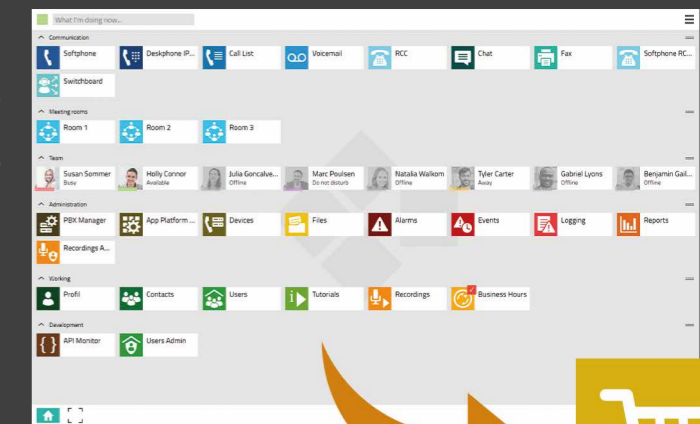 What I'm doing now...
Communication
Softphone
Deskphone IP...
Call List
Voicemail
RCC
Chat
Fax
Softphone RC...
Switchboard
Meeting rooms
Room 1
Room 2
Room 3
Team
Susan Sommer
Busy
Holly Connor
Available
Julia Goncalve...
Offline
Marc Poulsen
Do not disturb
Natalia Walkom
Offline
Tyler Carter
Away
Gabriel Lyons
Offline
Benjamin Gail...
Offline
Administration
PBX Manager
App Platform ...
Devices
Files
Alarms
Events
Logging
Reports
Recordings A...
Working
Profil
Contacts
Users
Tutorials
Recordings
Business Hours
Development
API Monitor
Users Admin